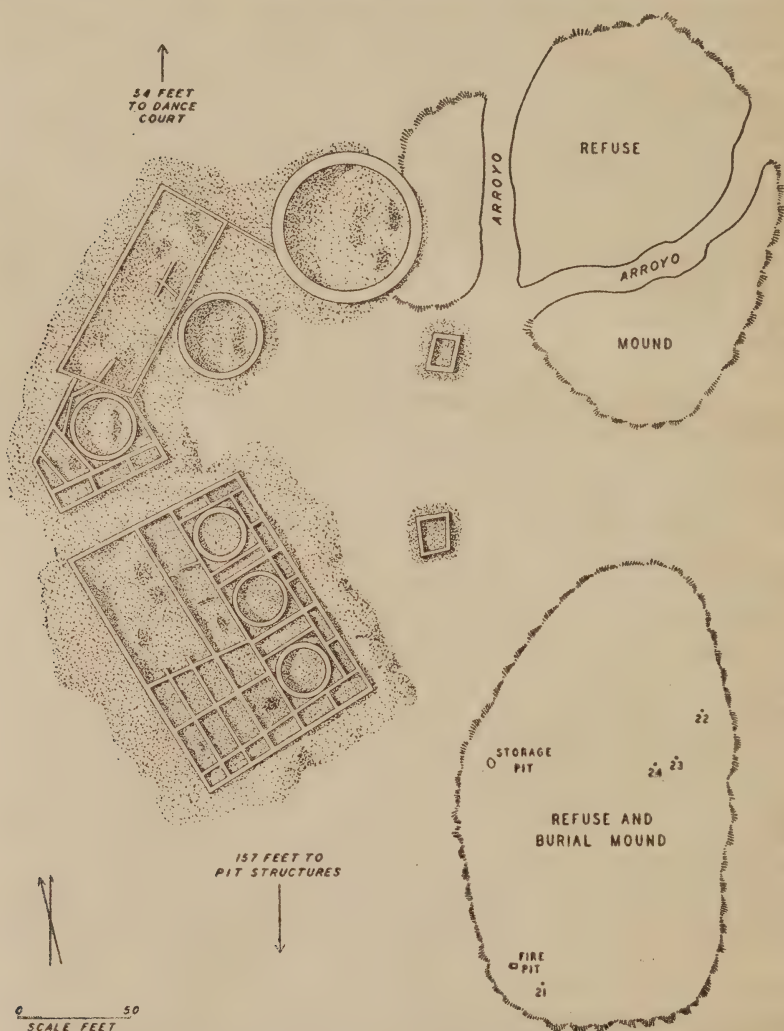 54 FEET
TO DANCE
COURT
ARROYO
REFUSE
ARROYO
MOUND
22
STORAGE
PIT
24 23
REFUSE AND
BURIAL MOUND
157 FEET TO
PIT STRUCTURES
FIRE
PIT
21
0 50
SCALE FEET